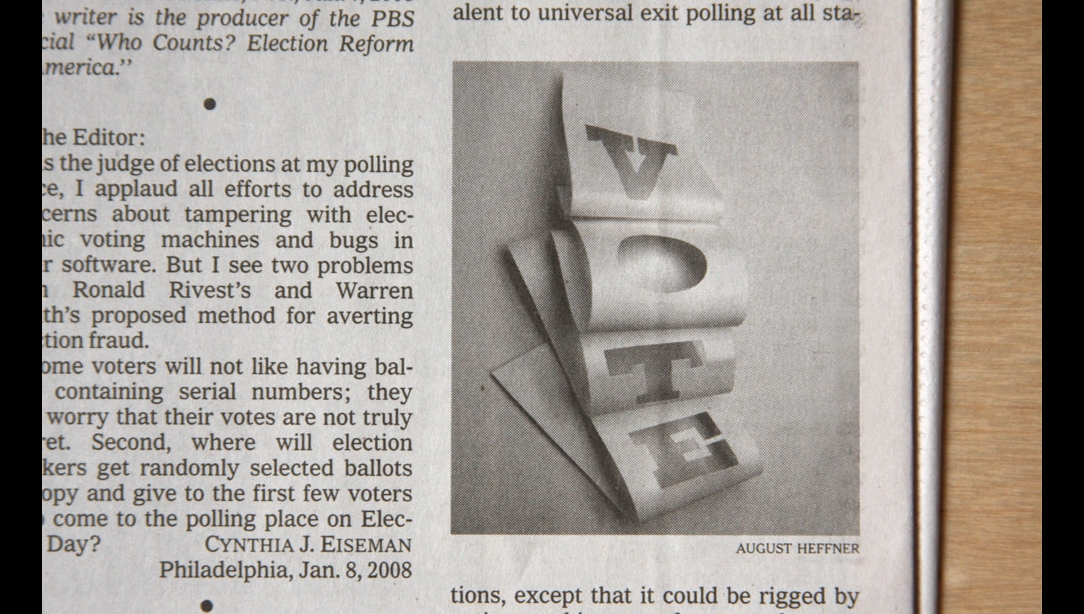 writer is the producer of the PBS
cial “Who Counts? Election Reform
merica.”
•
he Editor:
s the judge of elections at my polling
ce, I applaud all efforts to address
cerns about tampering with elec-
nic voting machines and bugs in
r software. But I see two problems
Ronald Rivest’s and Warren
th’s proposed method for averting
ction fraud.
ome voters will not like having bal-
containing serial numbers; they
worry that their votes are not truly
ret. Second, where will election
kers get randomly selected ballots
opy and give to the first few voters
come to the polling place on Elec-
Day? CYNTHIA J. EISEMAN
Philadelphia, Jan. 8, 2008
•
alent to universal exit polling at all sta-
V
O
T
E
AUGUST HEFFNER
tions, except that it could be rigged by